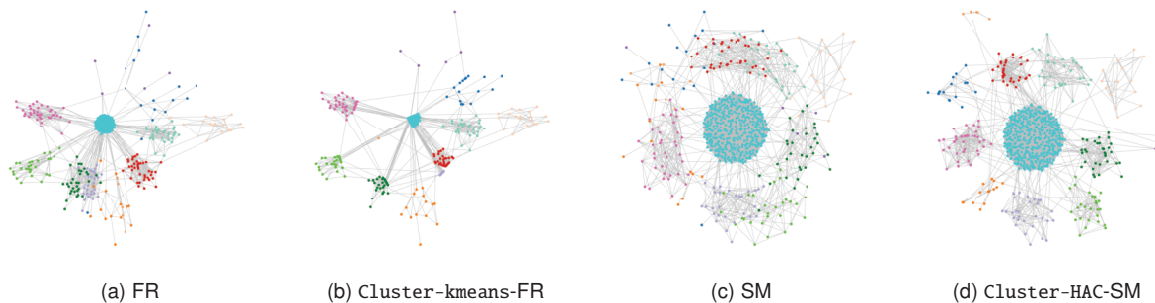 (a) FR
(b) Cluster-kmeans-FR
(c) SM
(d) Cluster-HAC-SM